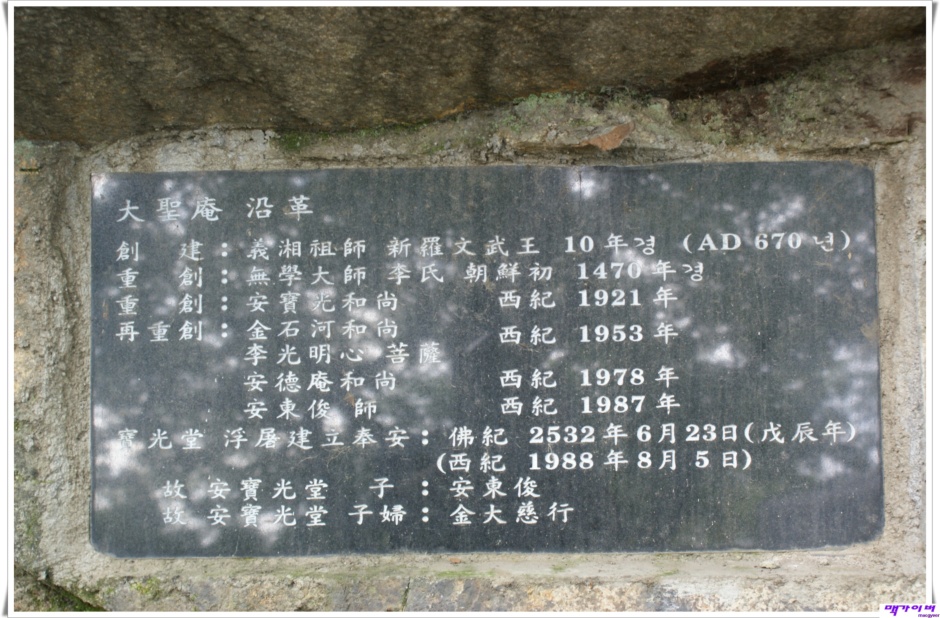 大聖庵 沿革
創 建 : 義湘祖師 新羅文武王 10年경 (AD 670년)
重 創 : 無學大師 李氏 朝鮮初 1470年경
重 創 : 安寶光和尚 西紀 1921年
再重創 : 金石河和尚 西紀 1953年
李光明心 菩薩
安德庵和尚 西紀 1978年
安東俊 師 西紀 1987年
寶光堂 浮屠建立奉安 : 佛紀 2532年6月23日(戊辰年)
(西紀 1988年8月 5日)
故 安寶光堂 子 : 安東俊
故 安寶光堂 子婦 : 金大慈行